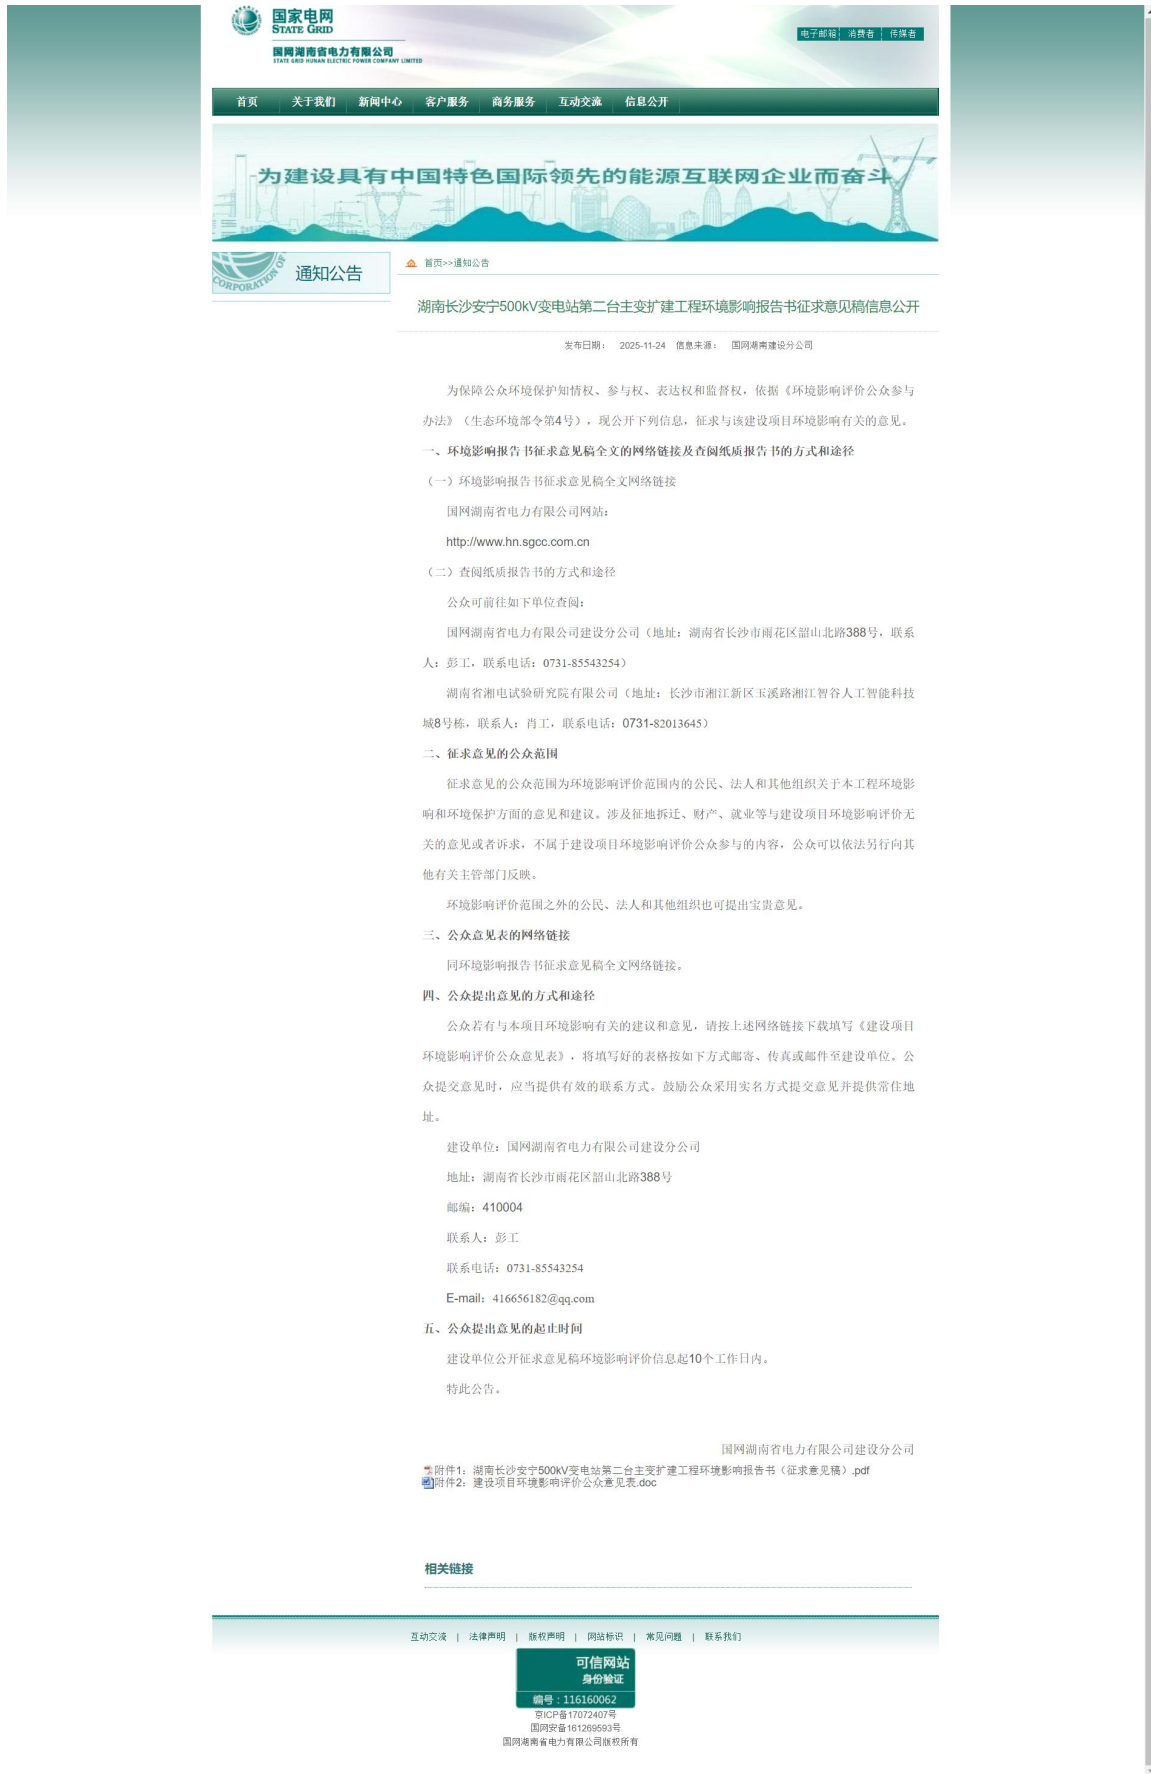 国家电网
STATE GRID
国网湖南省电力有限公司
STATE GRID HUNAN ELECTRIC POWER COMPANY LIMITED
电子邮箱 消费者 传媒者
首页 关于我们 新闻中心 客户服务 商务服务 互动交流 信息公开
为建设具有中国特色国际领先的能源互联网企业而奋斗
CORPORATION OF
通知公告
首页>>通知公告
湖南长沙安宁500kV变电站第二台主变扩建工程环境影响报告书征求意见稿信息公开
发布日期： 2025-11-24 信息来源： 国网湖南建设分公司
为保障公众环境保护知情权、参与权、表达权和监督权，依据《环境影响评价公众参与
办法》（生态环境部令第4号），现公开下列信息，征求与该建设项目环境影响有关的意见。
一、环境影响报告书征求意见稿全文的网络链接及查阅纸质报告书的方式和途径
（一）环境影响报告书征求意见稿全文网络链接
国网湖南省电力有限公司网站：
http://www.hn.sgcc.com.cn
（二）查阅纸质报告书的方式和途径
公众可前往如下单位查阅：
国网湖南省电力有限公司建设分公司（地址：湖南省长沙市雨花区韶山北路388号，联系
人：彭工，联系电话：0731-85543254）
湖南省湘电试验研究院有限公司（地址：长沙市湘江新区玉溪路湘江智谷人工智能科技
城8号栋，联系人：肖工，联系电话：0731-82013645）
二、征求意见的公众范围
征求意见的公众范围为环境影响评价范围内的公民、法人和其他组织关于本工程环境影
响和环境保护方面的意见和建议。涉及征地拆迁、财产、就业等与建设项目环境影响评价无
关的意见或者诉求，不属于建设项目环境影响评价公众参与的内容，公众可以依法另行向其
他有关主管部门反映。
环境影响评价范围之外的公民、法人和其他组织也可提出宝贵意见。
三、公众意见表的网络链接
同环境影响报告书征求意见稿全文网络链接。
四、公众提出意见的方式和途径
公众若有与本项目环境影响有关的建议和意见，请按上述网络链接下载填写《建设项目
环境影响评价公众意见表》，将填写好的表格按如下方式邮寄、传真或邮件至建设单位。公
众提交意见时，应当提供有效的联系方式。鼓励公众采用实名方式提交意见并提供常住地
址。
建设单位：国网湖南省电力有限公司建设分公司
地址：湖南省长沙市雨花区韶山北路388号
邮编：410004
联系人：彭工
联系电话：0731-85543254
E-mail：416656182@qq.com
五、公众提出意见的起止时间
建设单位公开征求意见稿环境影响评价信息起10个工作日内。
特此公告。
国网湖南省电力有限公司建设分公司
附件1：湖南长沙安宁500kV变电站第二台主变扩建工程环境影响报告书（征求意见稿）.pdf
附件2：建设项目环境影响评价公众意见表.doc
相关链接
互动交流 | 法律声明 | 版权声明 | 网站标识 | 常见问题 | 联系我们
可信网站
身份验证
编号：116160062
京ICP备17072407号
国网安备161269593号
国网湖南省电力有限公司版权所有